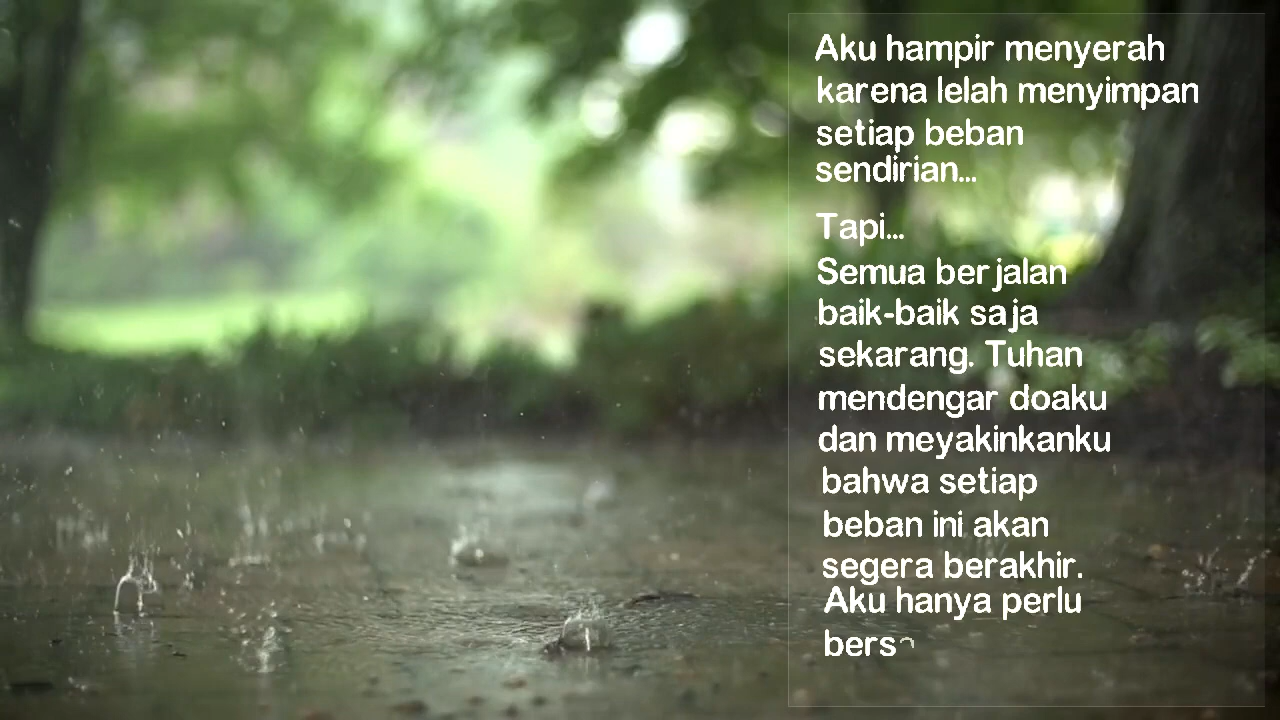 Aku hampir menyerah
karena lelah menyimpan
setiap beban
sendirian...
Tapi...
Semua berjalan
baik-baik saja
sekarang. Tuhan
mendengar doaku
dan meyakinkanku
bahwa setiap
beban ini akan
segera berakhir.
Aku hanya perlu